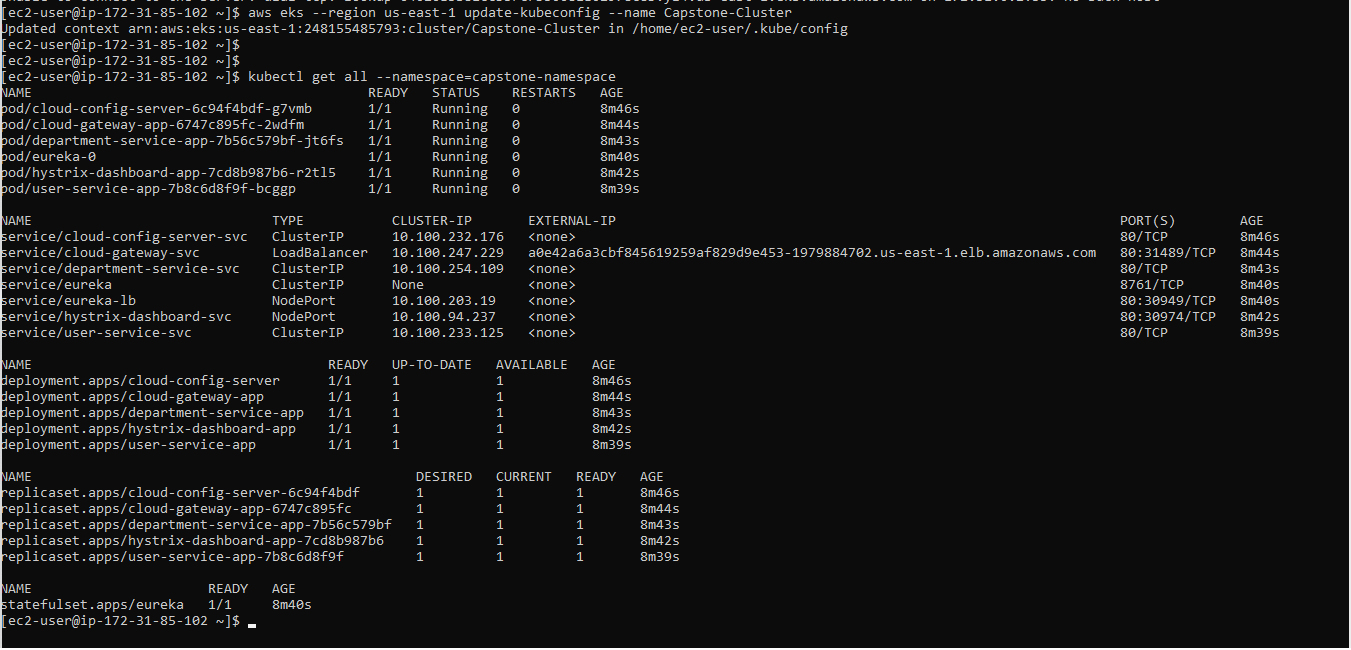 [ec2-user@ip-172-31-85-102 ~]$ aws eks --region us-east-1 update-kubeconfig --name Capstone-Cluster
Updated context arn:aws:eks:us-east-1:248155485793:cluster/Capstone-Cluster in /home/ec2-user/.kube/config
[ec2-user@ip-172-31-85-102 ~]$
[ec2-user@ip-172-31-85-102 ~]$
[ec2-user@ip-172-31-85-102 ~]$ kubectl get all --namespace=capstone-namespace
NAME READY STATUS RESTARTS AGE
pod/cloud-config-server-6c94f4bdf-g7vmb 1/1 Running 0 8m46s
pod/cloud-gateway-app-6747c895fc-2wdfm 1/1 Running 0 8m44s
pod/department-service-app-7b56c579bf-jt6fs 1/1 Running 0 8m43s
pod/eureka-0 1/1 Running 0 8m40s
pod/hystrix-dashboard-app-7cd8b987b6-r2tl5 1/1 Running 0 8m42s
pod/user-service-app-7b8c6d8f9f-bcggp 1/1 Running 0 8m39s
NAME TYPE CLUSTER-IP EXTERNAL-IP PORT(S) AGE
service/cloud-config-server-svc ClusterIP 10.100.232.176 <none> 80/TCP 8m46s
service/cloud-gateway-svc LoadBalancer 10.100.247.229 a0e42a6a3cbf845619259af829d9e453-1979884702.us-east-1.elb.amazonaws.com 80:31489/TCP 8m44s
service/department-service-svc ClusterIP 10.100.254.109 <none> 80/TCP 8m43s
service/eureka ClusterIP None <none> 8761/TCP 8m40s
service/eureka-lb NodePort 10.100.203.19 <none> 80:30949/TCP 8m40s
service/hystrix-dashboard-svc NodePort 10.100.94.237 <none> 80:30974/TCP 8m42s
service/user-service-svc ClusterIP 10.100.233.125 <none> 80/TCP 8m39s
NAME READY UP-TO-DATE AVAILABLE AGE
deployment.apps/cloud-config-server 1/1 1 1 8m46s
deployment.apps/cloud-gateway-app 1/1 1 1 8m44s
deployment.apps/department-service-app 1/1 1 1 8m43s
deployment.apps/hystrix-dashboard-app 1/1 1 1 8m42s
deployment.apps/user-service-app 1/1 1 1 8m39s
NAME DESIRED CURRENT READY AGE
replicaset.apps/cloud-config-server-6c94f4bdf 1 1 1 8m46s
replicaset.apps/cloud-gateway-app-6747c895fc 1 1 1 8m44s
replicaset.apps/department-service-app-7b56c579bf 1 1 1 8m43s
replicaset.apps/hystrix-dashboard-app-7cd8b987b6 1 1 1 8m42s
replicaset.apps/user-service-app-7b8c6d8f9f 1 1 1 8m39s
NAME READY AGE
statefulset.apps/eureka 1/1 8m40s
[ec2-user@ip-172-31-85-102 ~]$